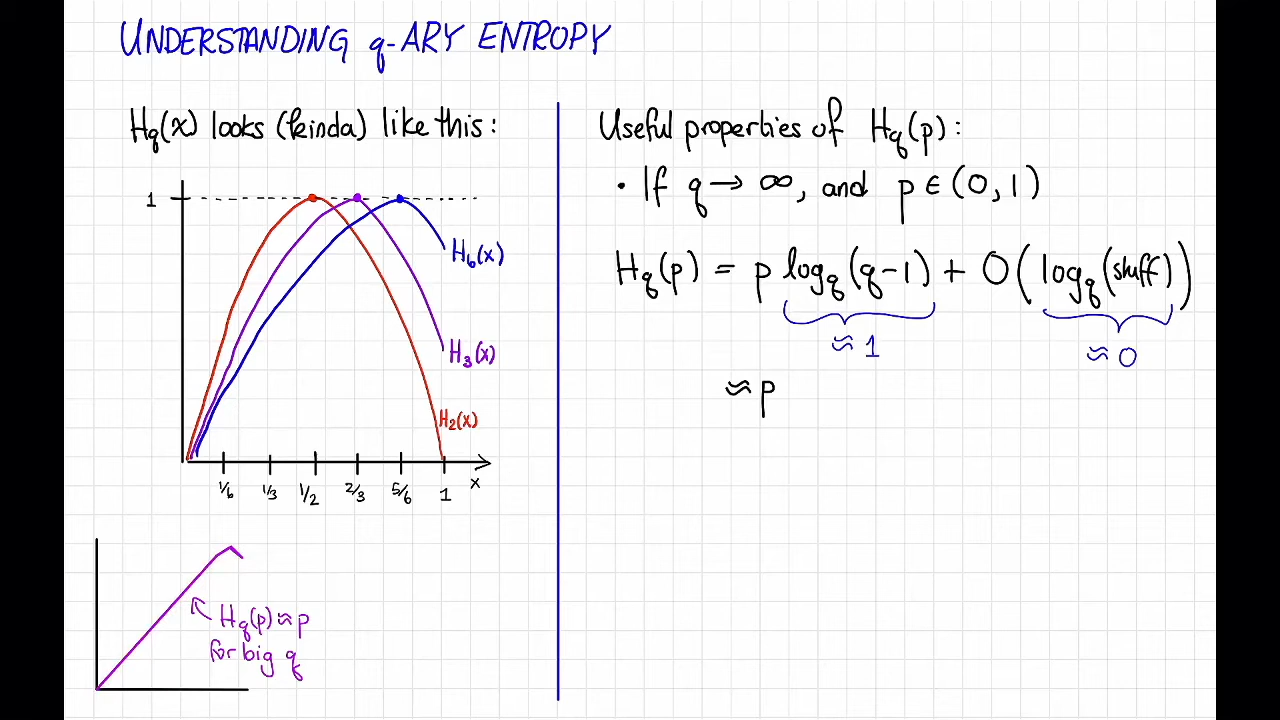 UNDERSTANDING q-ARY ENTROPY
Hq(x) looks (kinda) like this:
1
H6(x)
H3(x)
H2(x)
1/6 1/3 1/2 2/3 5/6 1 x
Hq(p) ≈ p
for big q
Useful properties of Hq(p):
• If q → ∞, and p ∈ (0,1)
Hq(p) = p logq(q-1) + O(logq(stuff))
≈ 1 ≈ 0
≈ p